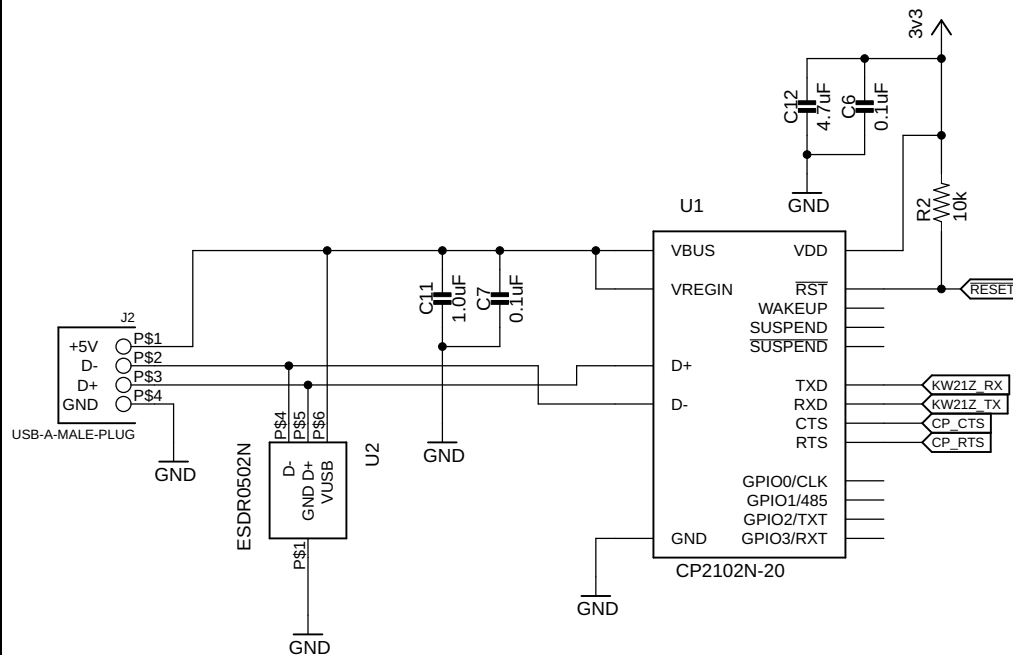 3v3
C12
4.7uF
C6
0.1uF
GND
R2
10k
U1
VBUS
VDD
VREGIN
RST
RESET
WAKEUP
SUSPEND
SUSPEND
D+
D-
TXD
RXD
CTS
RTS
KW21Z_RX
KW21Z_TX
CP_CTS
CP_RTS
GPIO0/CLK
GPIO1/485
GPIO2/TXT
GPIO3/RXT
GND
CP2102N-20
GND
C11
1.0uF
C7
0.1uF
GND
J2
+5V
D-
D+
GND
P$1
P$2
P$3
P$4
USB-A-MALE-PLUG
GND
P$4
P$5
P$6
U2
ESDR0502N
D-
GND D+
VUSB
P$1
GND